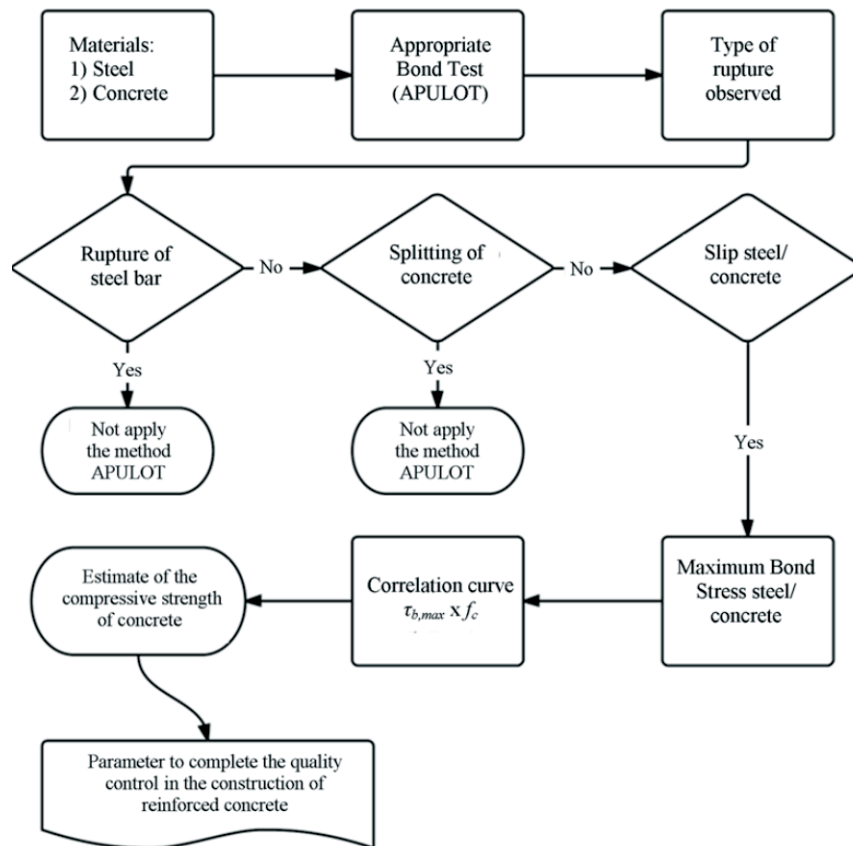 Materials:
1) Steel
2) Concrete
Appropriate
Bond Test
(APULOT)
Type of
rupture
observed
Rupture of
steel bar
No
Splitting of
concrete
No
Slip steel/
concrete
Yes
Not apply
the method
APULOT
Yes
Not apply
the method
APULOT
Yes
Maximum Bond
Stress steel/
concrete
Correlation curve
τb,max x fc
Estimate of the
compressive strength
of concrete
Parameter to complete the quality
control in the construction of
reinforced concrete